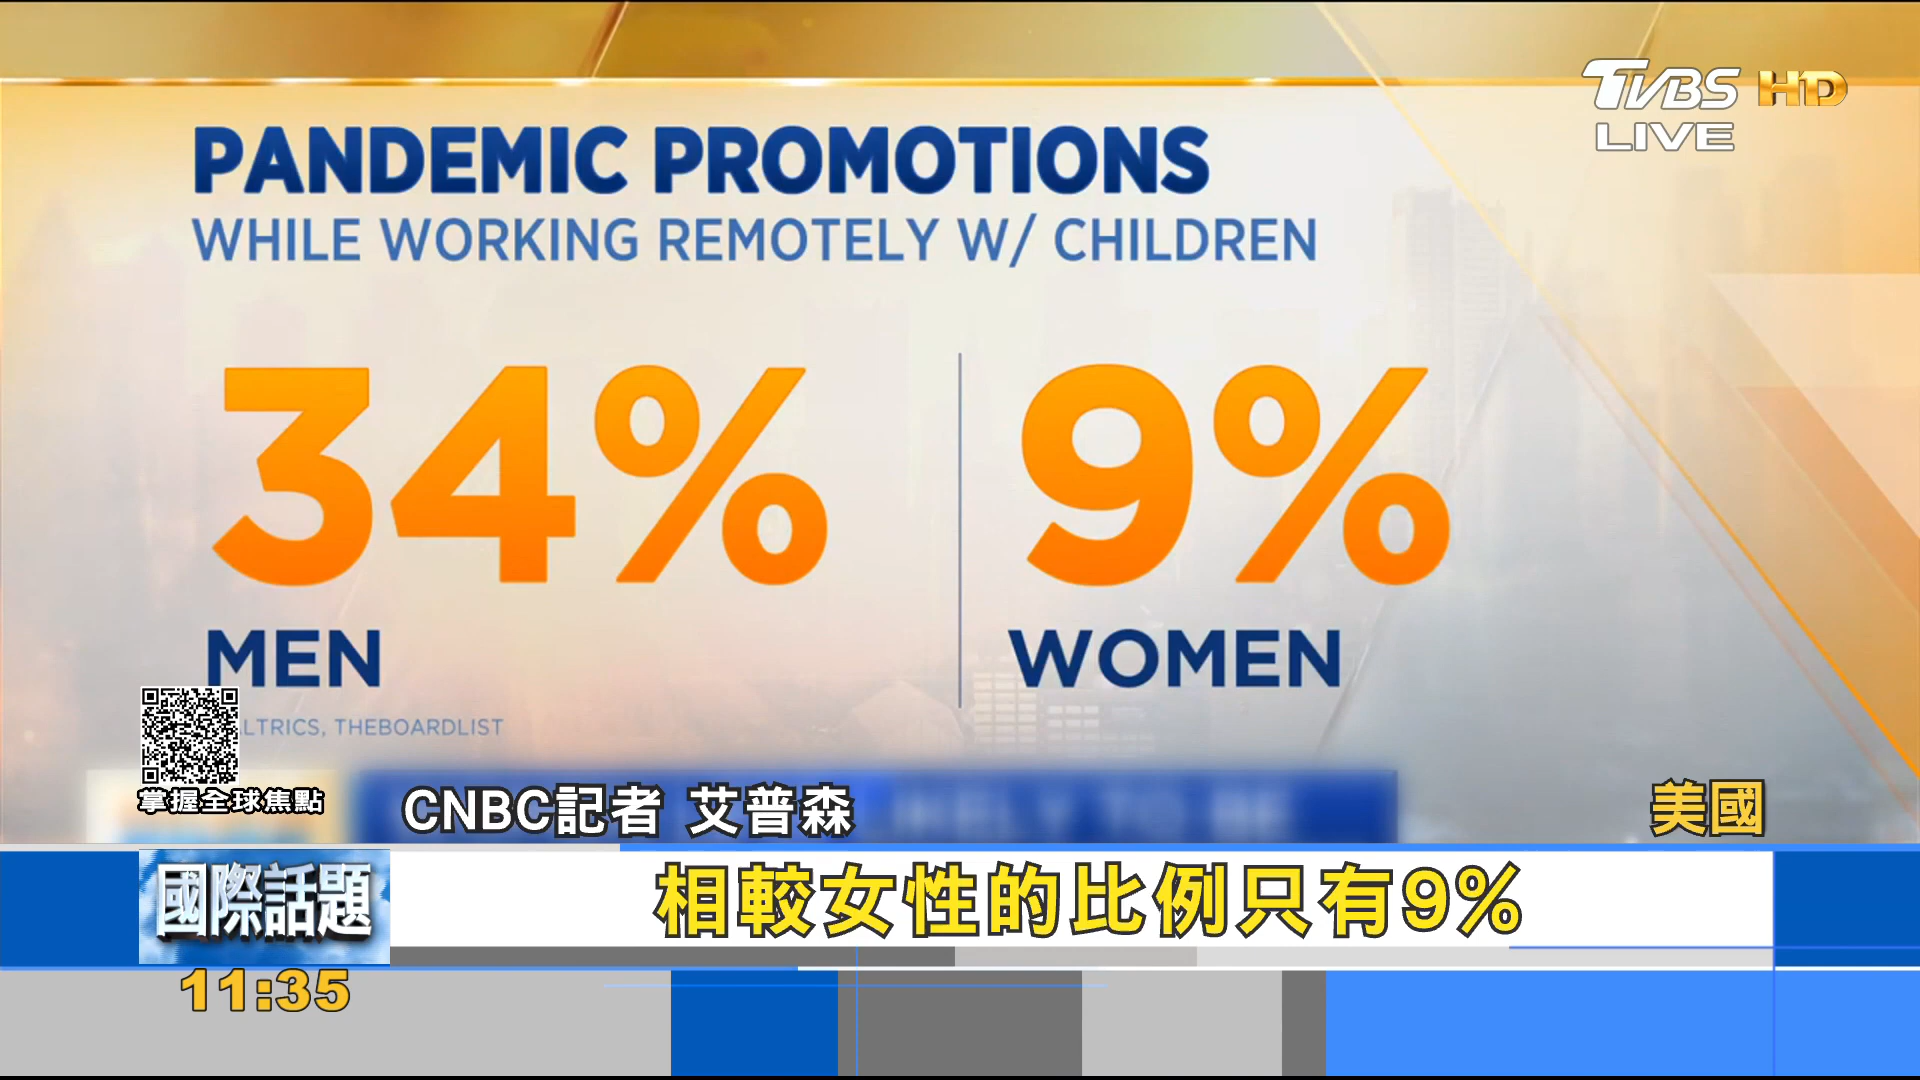 TVBS HD
LIVE
PANDEMIC PROMOTIONS
WHILE WORKING REMOTELY W/ CHILDREN
34%
9%
MEN
WOMEN
ALTRICS, THEBOARDLIST
掌握全球焦點
CNBC記者 艾普森
美國
國際話題
相較女性的比例只有9%
11:35